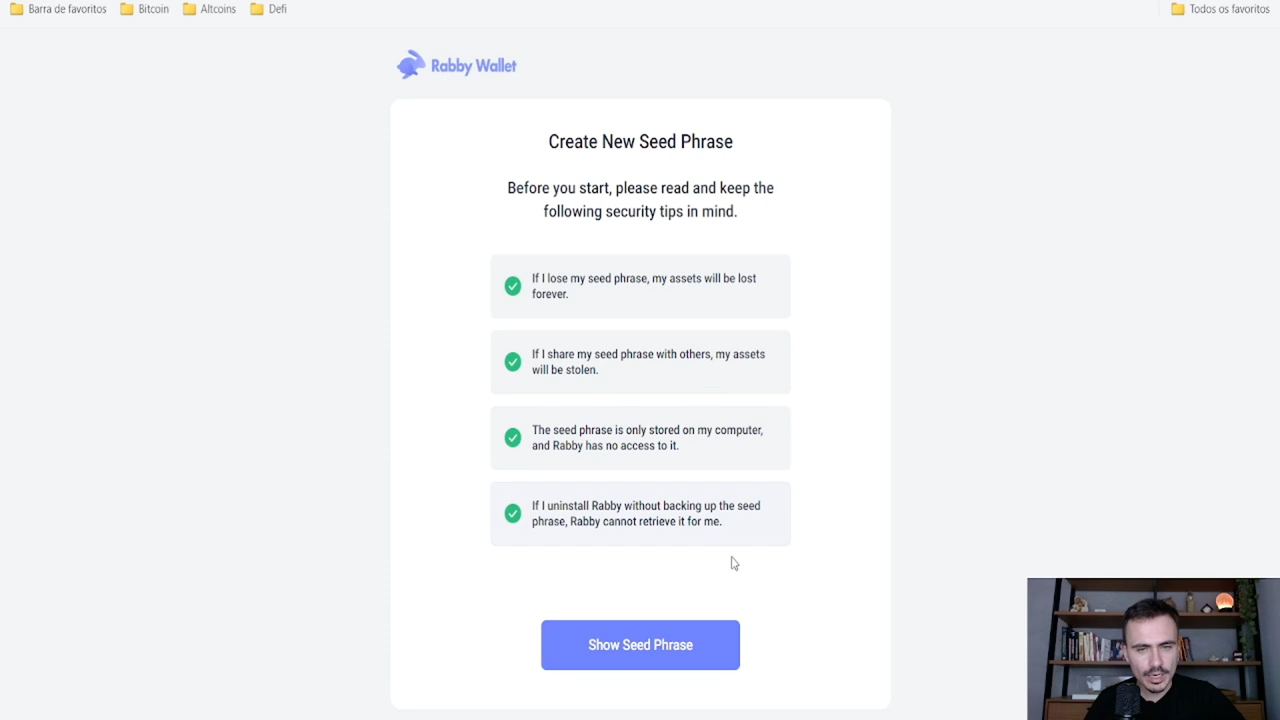 Barra de favoritos Bitcoin Altcoins Defi Todos os favoritos
Rabby Wallet
Create New Seed Phrase
Before you start, please read and keep the
following security tips in mind.
If I lose my seed phrase, my assets will be lost
forever.
If I share my seed phrase with others, my assets
will be stolen.
The seed phrase is only stored on my computer,
and Rabby has no access to it.
If I uninstall Rabby without backing up the seed
phrase, Rabby cannot retrieve it for me.
Show Seed Phrase